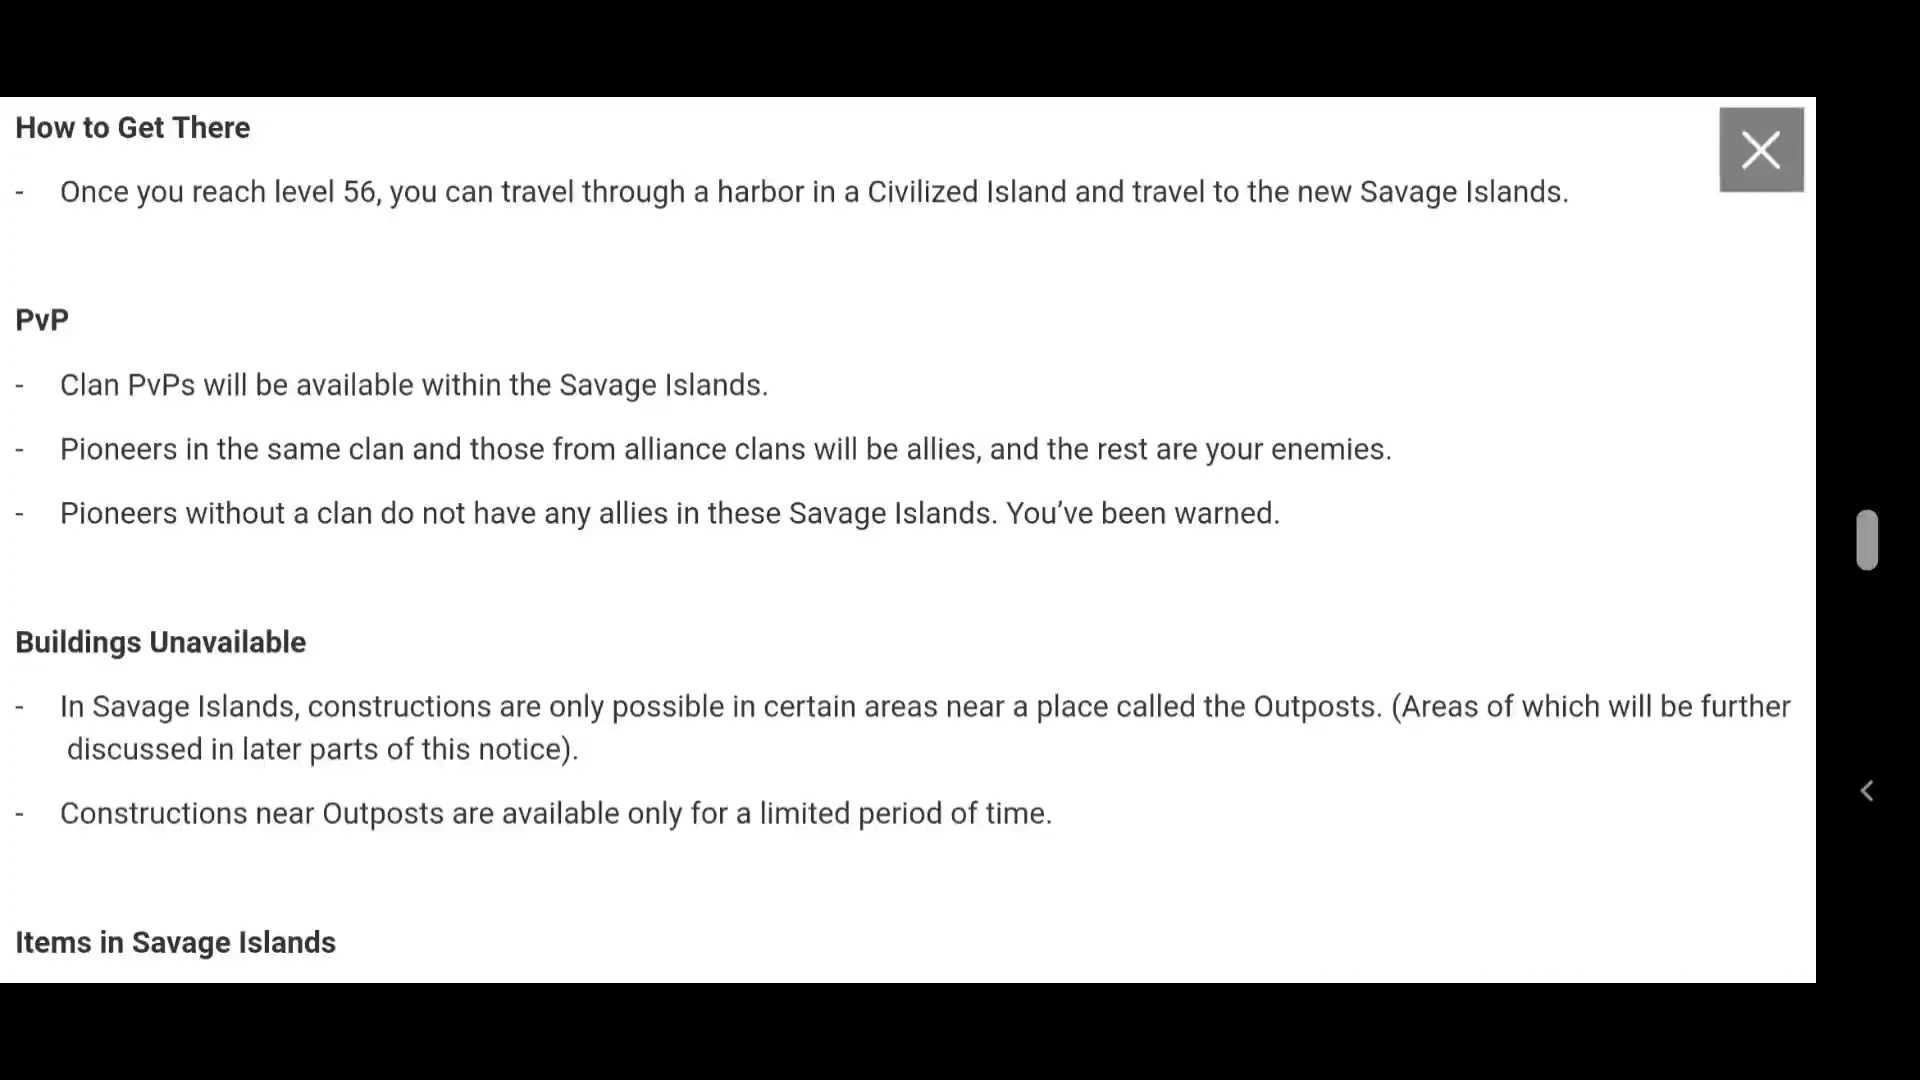 How to Get There
- Once you reach level 56, you can travel through a harbor in a Civilized Island and travel to the new Savage Islands.
PvP
- Clan PvPs will be available within the Savage Islands.
- Pioneers in the same clan and those from alliance clans will be allies, and the rest are your enemies.
- Pioneers without a clan do not have any allies in these Savage Islands. You’ve been warned.
Buildings Unavailable
- In Savage Islands, constructions are only possible in certain areas near a place called the Outposts. (Areas of which will be further
discussed in later parts of this notice).
- Constructions near Outposts are available only for a limited period of time.
Items in Savage Islands